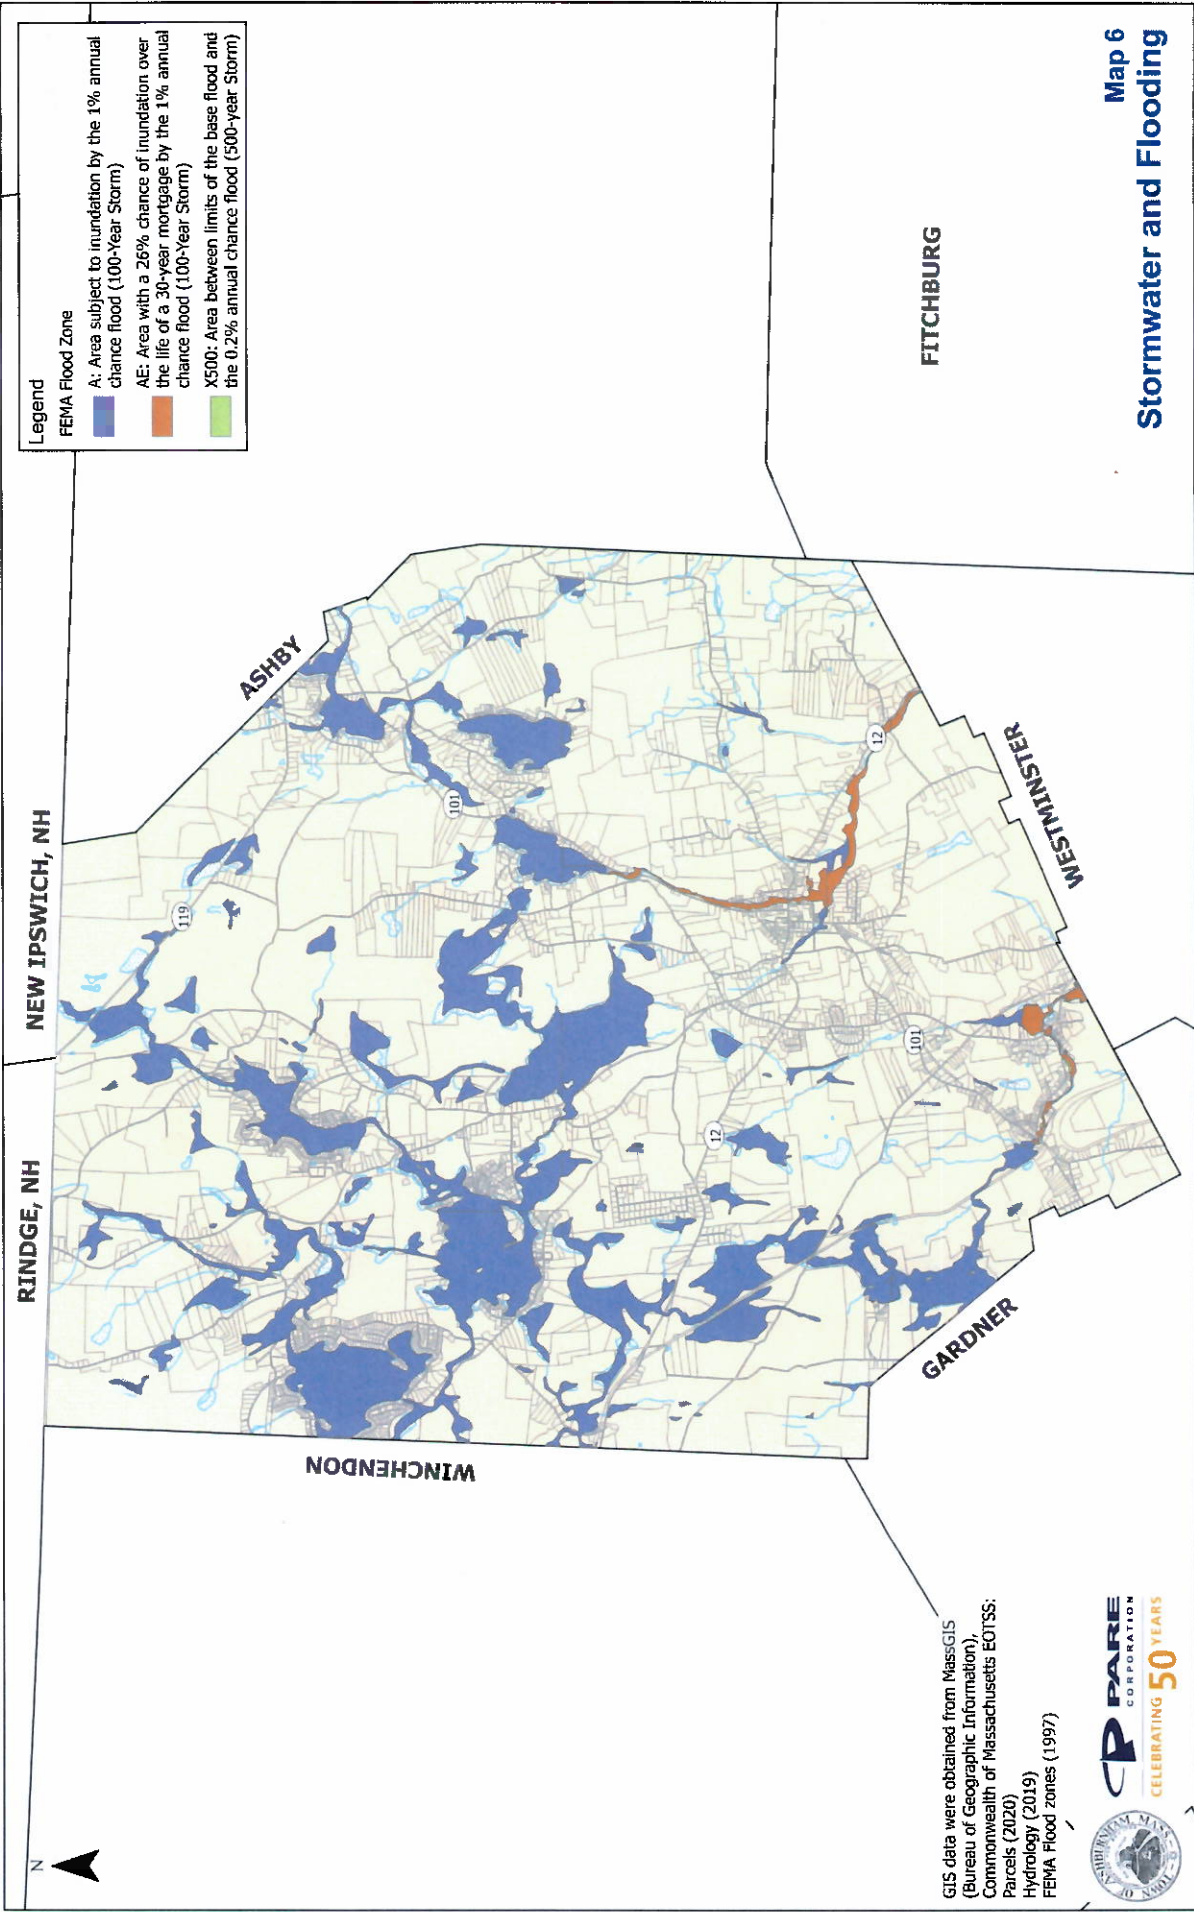 N
RINDGE, NH
NEW IPSWICH, NH
Legend
FEMA Flood Zone
A: Area subject to inundation by the 1% annual
chance flood (100-Year Storm)
AE: Area with a 26% chance of inundation over
the life of a 30-year mortgage by the 1% annual
chance flood (100-Year Storm)
X500: Area between limits of the base flood and
the 0.2% annual chance flood (500-year Storm)
119
ASHBY
101
WINCHENDON
12
12
101
GARDNER
WESTMINSTER
FITCHBURG
GIS data were obtained from MassGIS
(Bureau of Geographic Information),
Commonwealth of Massachusetts EOTSS:
Parcels (2020)
Hydrology (2019)
FEMA Flood zones (1997)
TOWN OF ASHBURNHAM, MASS
PARE
CORPORATION
CELEBRATING 50 YEARS
Map 6
Stormwater and Flooding